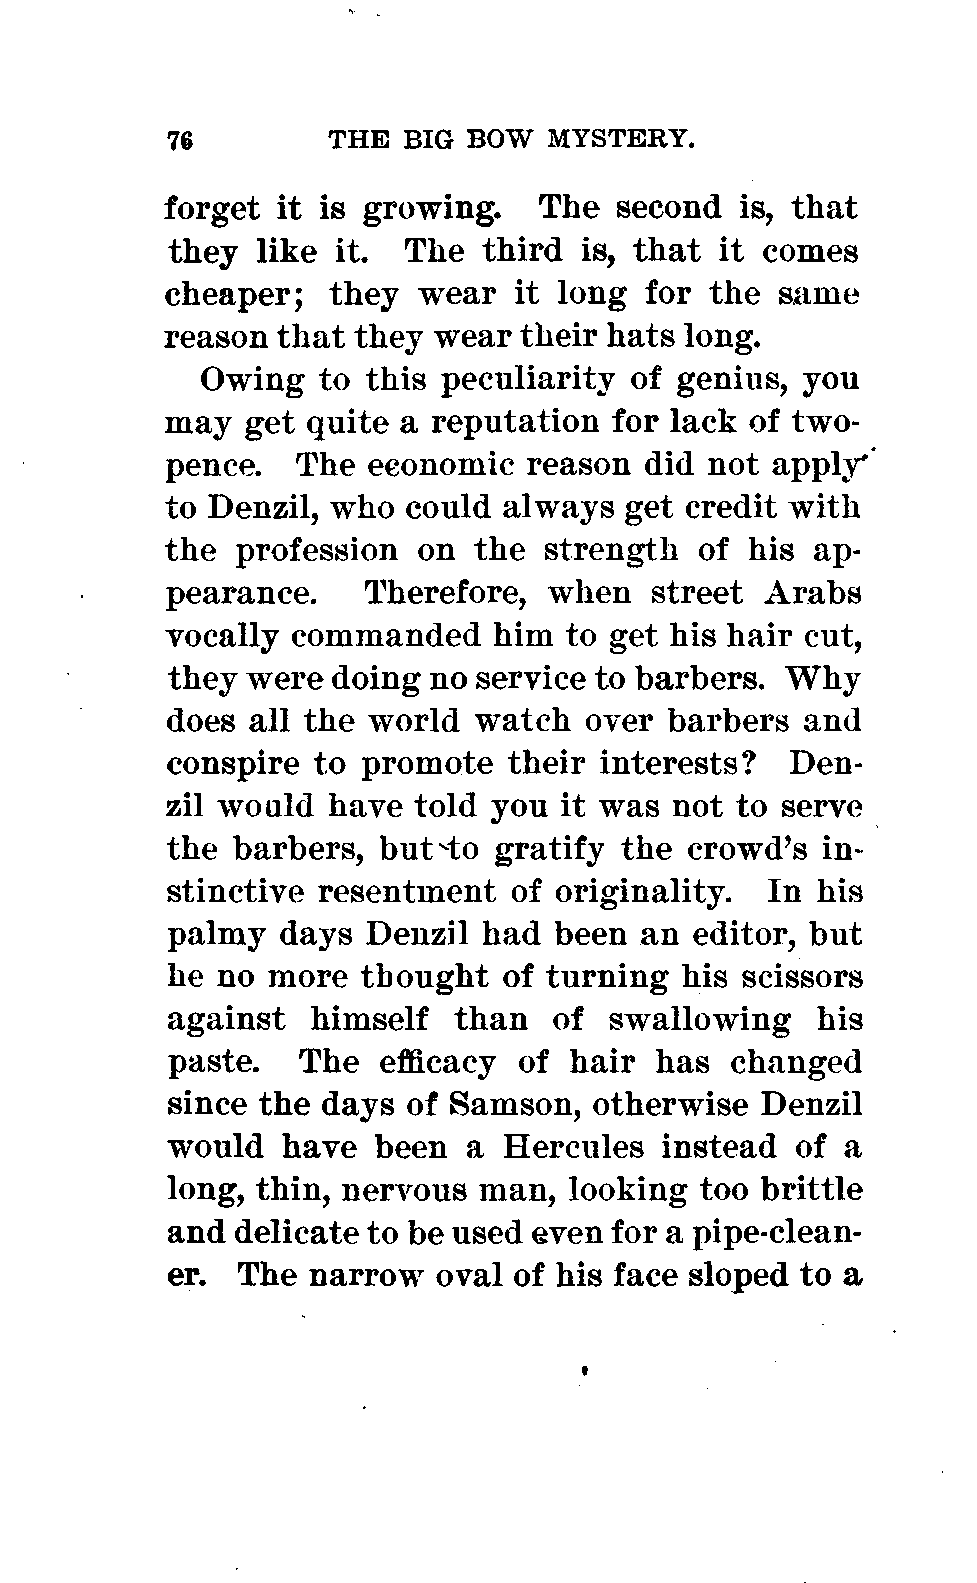 76 THE BIG BOW MYSTERY.
forget it is growing. The second is, that
they like it. The third is, that it comes
cheaper; they wear it long for the same
reason that they wear their hats long.
Owing to this peculiarity of genius, you
may get quite a reputation for lack of two-
pence. The economic reason did not apply
to Denzil, who could always get credit with
the profession on the strength of his ap-
pearance. Therefore, when street Arabs
vocally commanded him to get his hair cut,
they were doing no service to barbers. Why
does all the world watch over barbers and
conspire to promote their interests? Den-
zil would have told you it was not to serve
the barbers, but to gratify the crowd's in-
stinctive resentment of originality. In his
palmy days Denzil had been an editor, but
he no more thought of turning his scissors
against himself than of swallowing his
paste. The efficacy of hair has changed
since the days of Samson, otherwise Denzil
would have been a Hercules instead of a
long, thin, nervous man, looking too brittle
and delicate to be used even for a pipe-clean-
er. The narrow oval of his face sloped to a